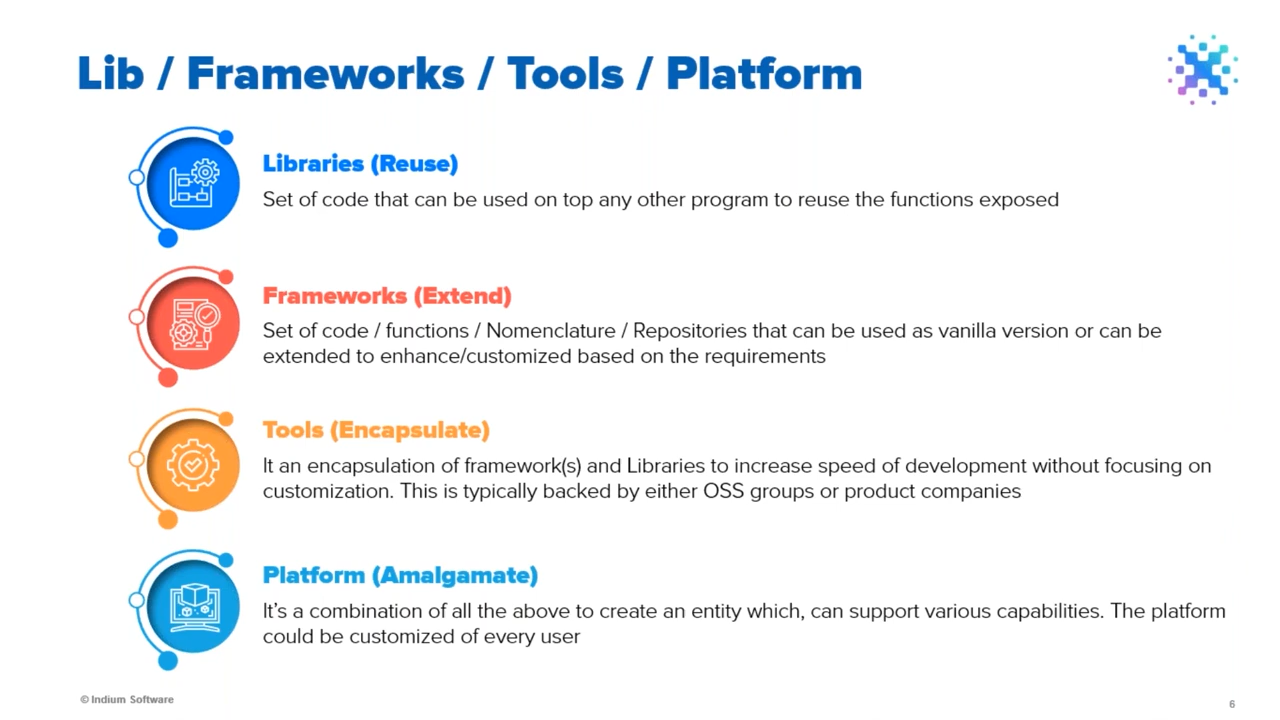 Lib / Frameworks / Tools / Platform
Libraries (Reuse)
Set of code that can be used on top any other program to reuse the functions exposed
Frameworks (Extend)
Set of code / functions / Nomenclature / Repositories that can be used as vanilla version or can be
extended to enhance/customized based on the requirements
Tools (Encapsulate)
It an encapsulation of framework(s) and Libraries to increase speed of development without focusing on
customization. This is typically backed by either OSS groups or product companies
Platform (Amalgamate)
It’s a combination of all the above to create an entity which, can support various capabilities. The platform
could be customized of every user
© Indium Software
6